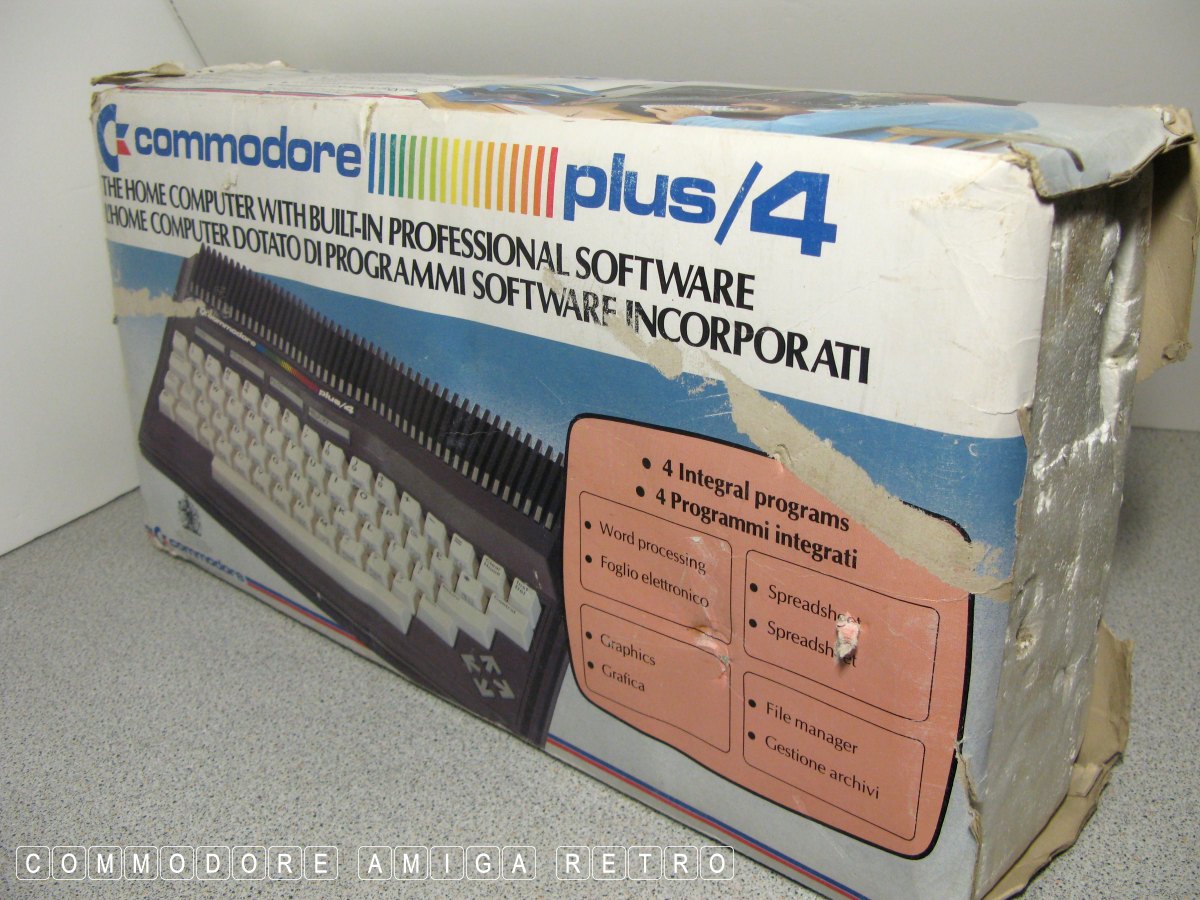 commodore plus/4
THE HOME COMPUTER WITH BUILT-IN PROFESSIONAL SOFTWARE
L'HOME COMPUTER DOTATO DI PROGRAMMI SOFTWARE INCORPORATI
commodore
plus/4
• 4 Integral programs
• 4 Programmi integrati
• Word processing
• Foglio elettronico
• Spreadsheet
• Spreadsheet
• Graphics
• Grafica
• File manager
• Gestione archivi
commodore
COMMODORE AMIGA RETRO